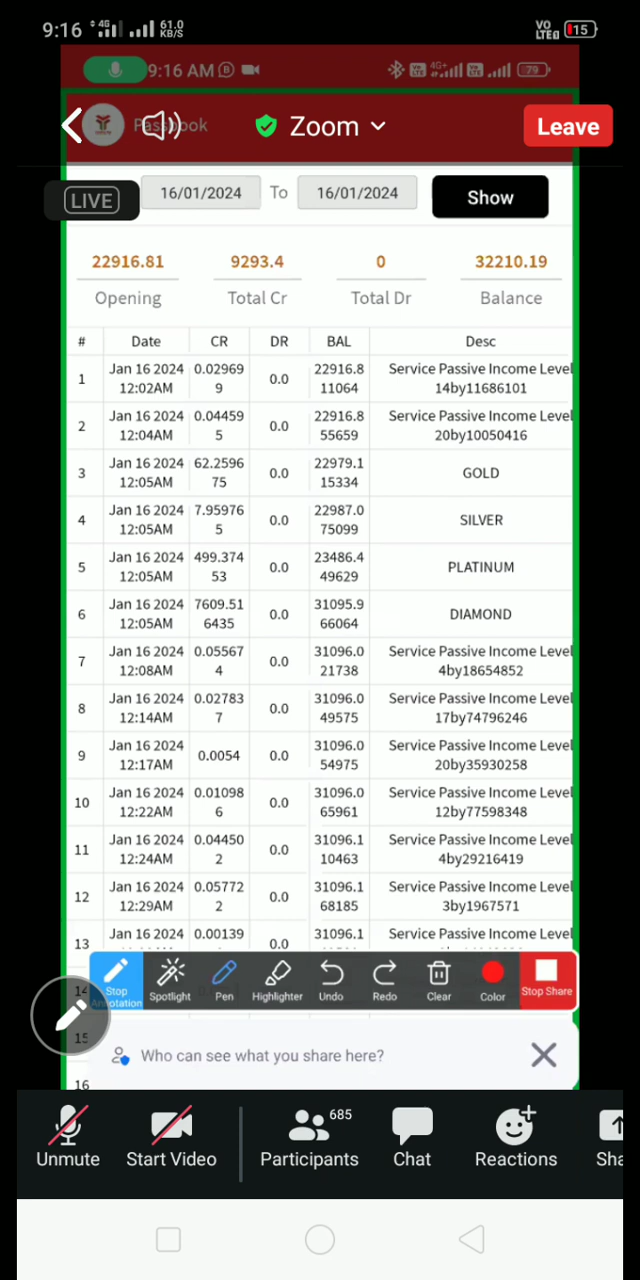 9:16 4G 61.0 KB/S VO LTE 15
9:16 AM B 4G+ 79
Passbook Zoom Leave
LIVE 16/01/2024 To 16/01/2024 Show
22916.81 9293.4 0 32210.19
Opening Total Cr Total Dr Balance
# Date CR DR BAL Desc
1 Jan 16 2024 12:02AM 0.029699 0.0 22916.811064 Service Passive Income Level 14by11686101
2 Jan 16 2024 12:04AM 0.044595 0.0 22916.855659 Service Passive Income Level 20by10050416
3 Jan 16 2024 12:05AM 62.259675 0.0 22979.115334 GOLD
4 Jan 16 2024 12:05AM 7.959765 0.0 22987.075099 SILVER
5 Jan 16 2024 12:05AM 499.37453 0.0 23486.449629 PLATINUM
6 Jan 16 2024 12:05AM 7609.516435 0.0 31095.966064 DIAMOND
7 Jan 16 2024 12:08AM 0.055674 0.0 31096.021738 Service Passive Income Level 4by18654852
8 Jan 16 2024 12:14AM 0.027837 0.0 31096.049575 Service Passive Income Level 17by74796246
9 Jan 16 2024 12:17AM 0.0054 0.0 31096.054975 Service Passive Income Level 20by35930258
10 Jan 16 2024 12:22AM 0.010986 0.0 31096.065961 Service Passive Income Level 12by77598348
11 Jan 16 2024 12:24AM 0.044502 0.0 31096.110463 Service Passive Income Level 4by29216419
12 Jan 16 2024 12:29AM 0.057722 0.0 31096.168185 Service Passive Income Level 3by1967571
13 Jan 16 2024 0.00139 0.0 31096.1 Service Passive Income Level
14
Stop Annotation Spotlight Pen Highlighter Undo Redo Clear Color Stop Share
15
Who can see what you share here?
16
685
Unmute Start Video Participants Chat Reactions Sha